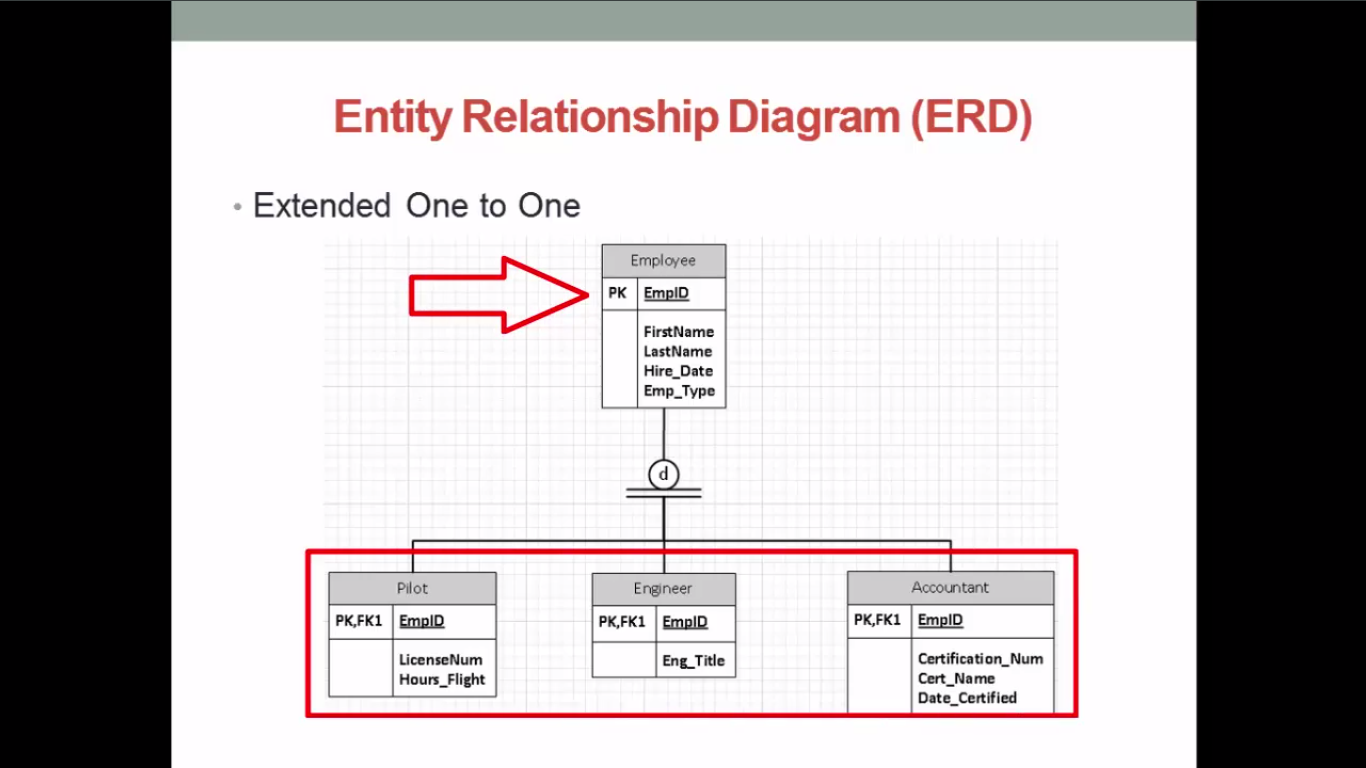 Entity Relationship Diagram (ERD)
• Extended One to One
Employee
PK EmpID
FirstName
LastName
Hire_Date
Emp_Type
d
Pilot
PK,FK1 EmpID
LicenseNum
Hours_Flight
Engineer
PK,FK1 EmpID
Eng_Title
Accountant
PK,FK1 EmpID
Certification_Num
Cert_Name
Date_Certified